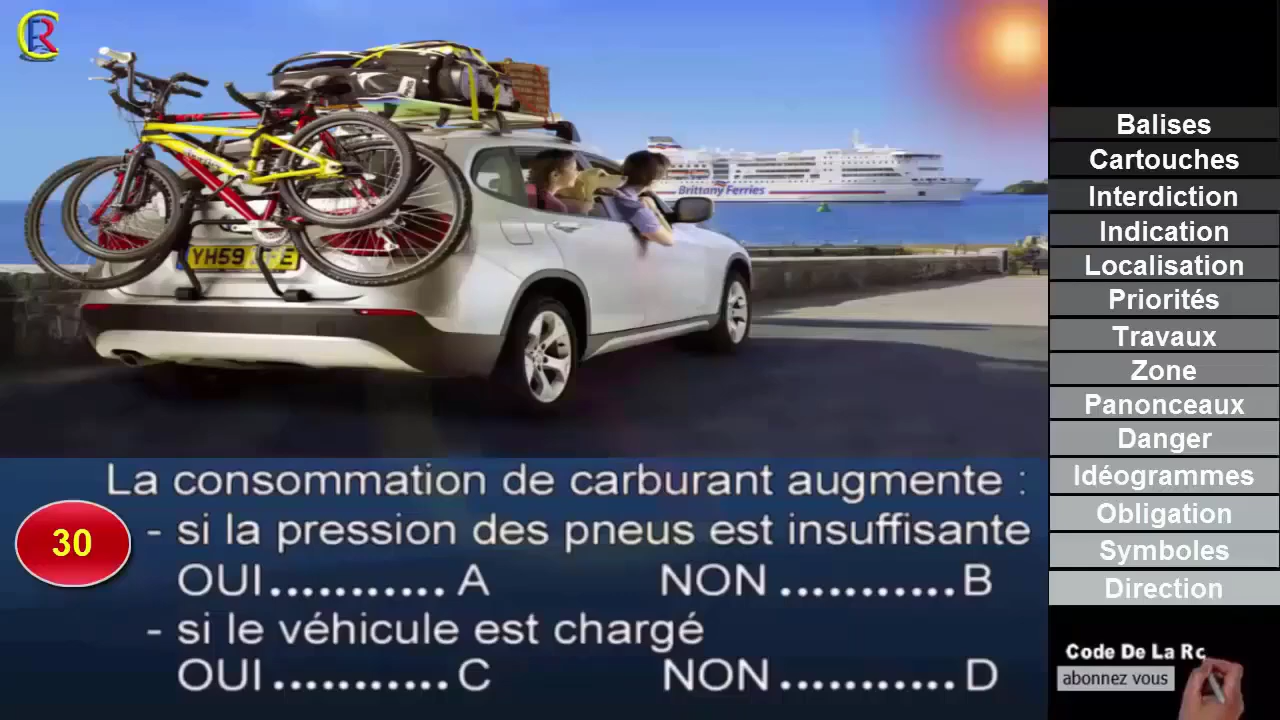 Brittany Ferries
YH59
La consommation de carburant augmente :
30
- si la pression des pneus est insuffisante
OUI........... A NON ...........B
- si le véhicule est chargé
OUI...........C NON...........D
Balises
Cartouches
Interdiction
Indication
Localisation
Priorités
Travaux
Zone
Panonceaux
Danger
Idéogrammes
Obligation
Symboles
Direction
Code De La Rc
abonnez vous